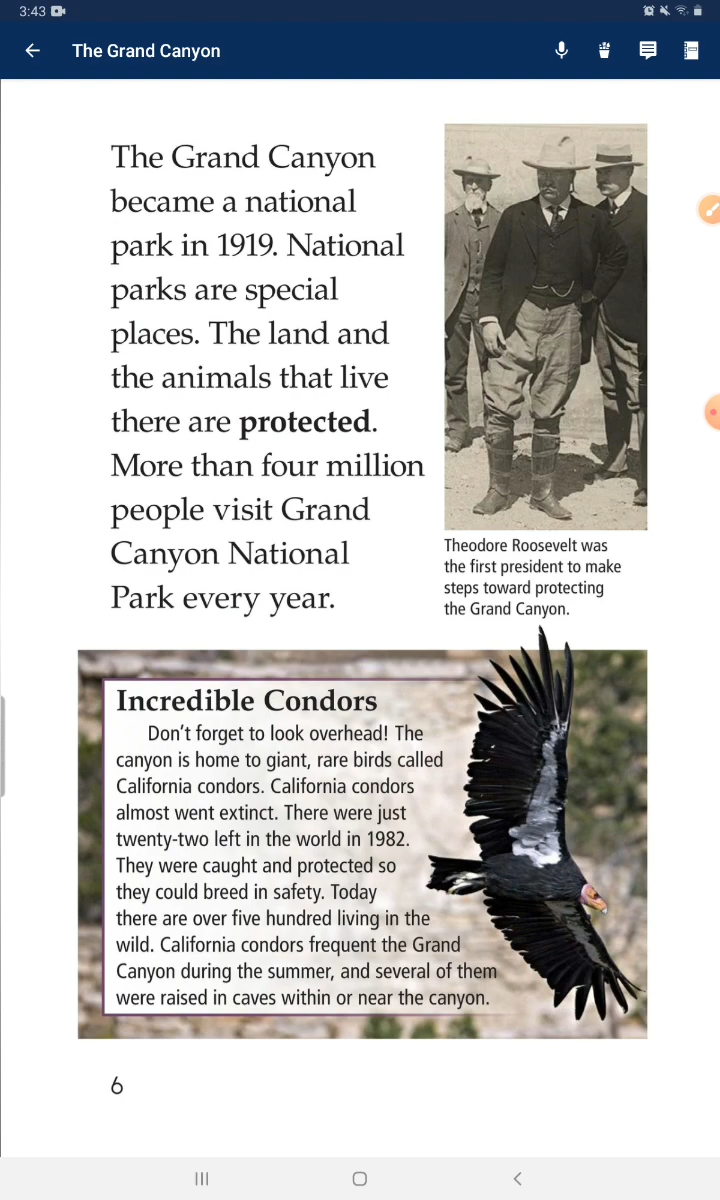 3:43
The Grand Canyon
The Grand Canyon
became a national
park in 1919. National
parks are special
places. The land and
the animals that live
there are protected.
More than four million
people visit Grand
Canyon National
Park every year.
Theodore Roosevelt was
the first president to make
steps toward protecting
the Grand Canyon.
Incredible Condors
Don’t forget to look overhead! The
canyon is home to giant, rare birds called
California condors. California condors
almost went extinct. There were just
twenty-two left in the world in 1982.
They were caught and protected so
they could breed in safety. Today
there are over five hundred living in the
wild. California condors frequent the Grand
Canyon during the summer, and several of them
were raised in caves within or near the canyon.
6